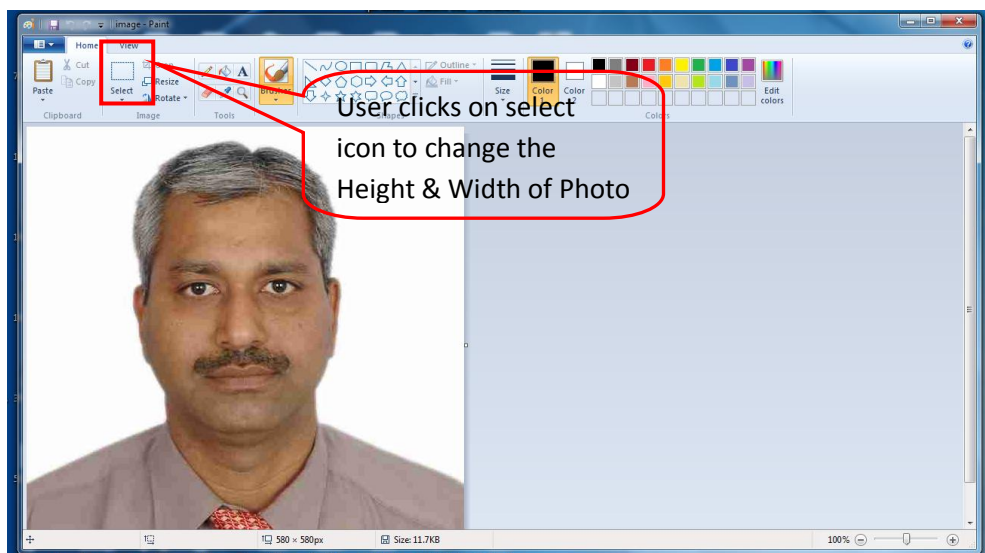 image - Paint
Home View
Paste
Cut
Copy
Clipboard
Select
Resize
Rotate
Image
A
Tools
Brushes
Outline
Fill
Size
Color 1
Color 2
Edit colors
Colors
User clicks on select
icon to change the
Height & Width of Photo
580 × 580px
Size: 11.7KB
100%